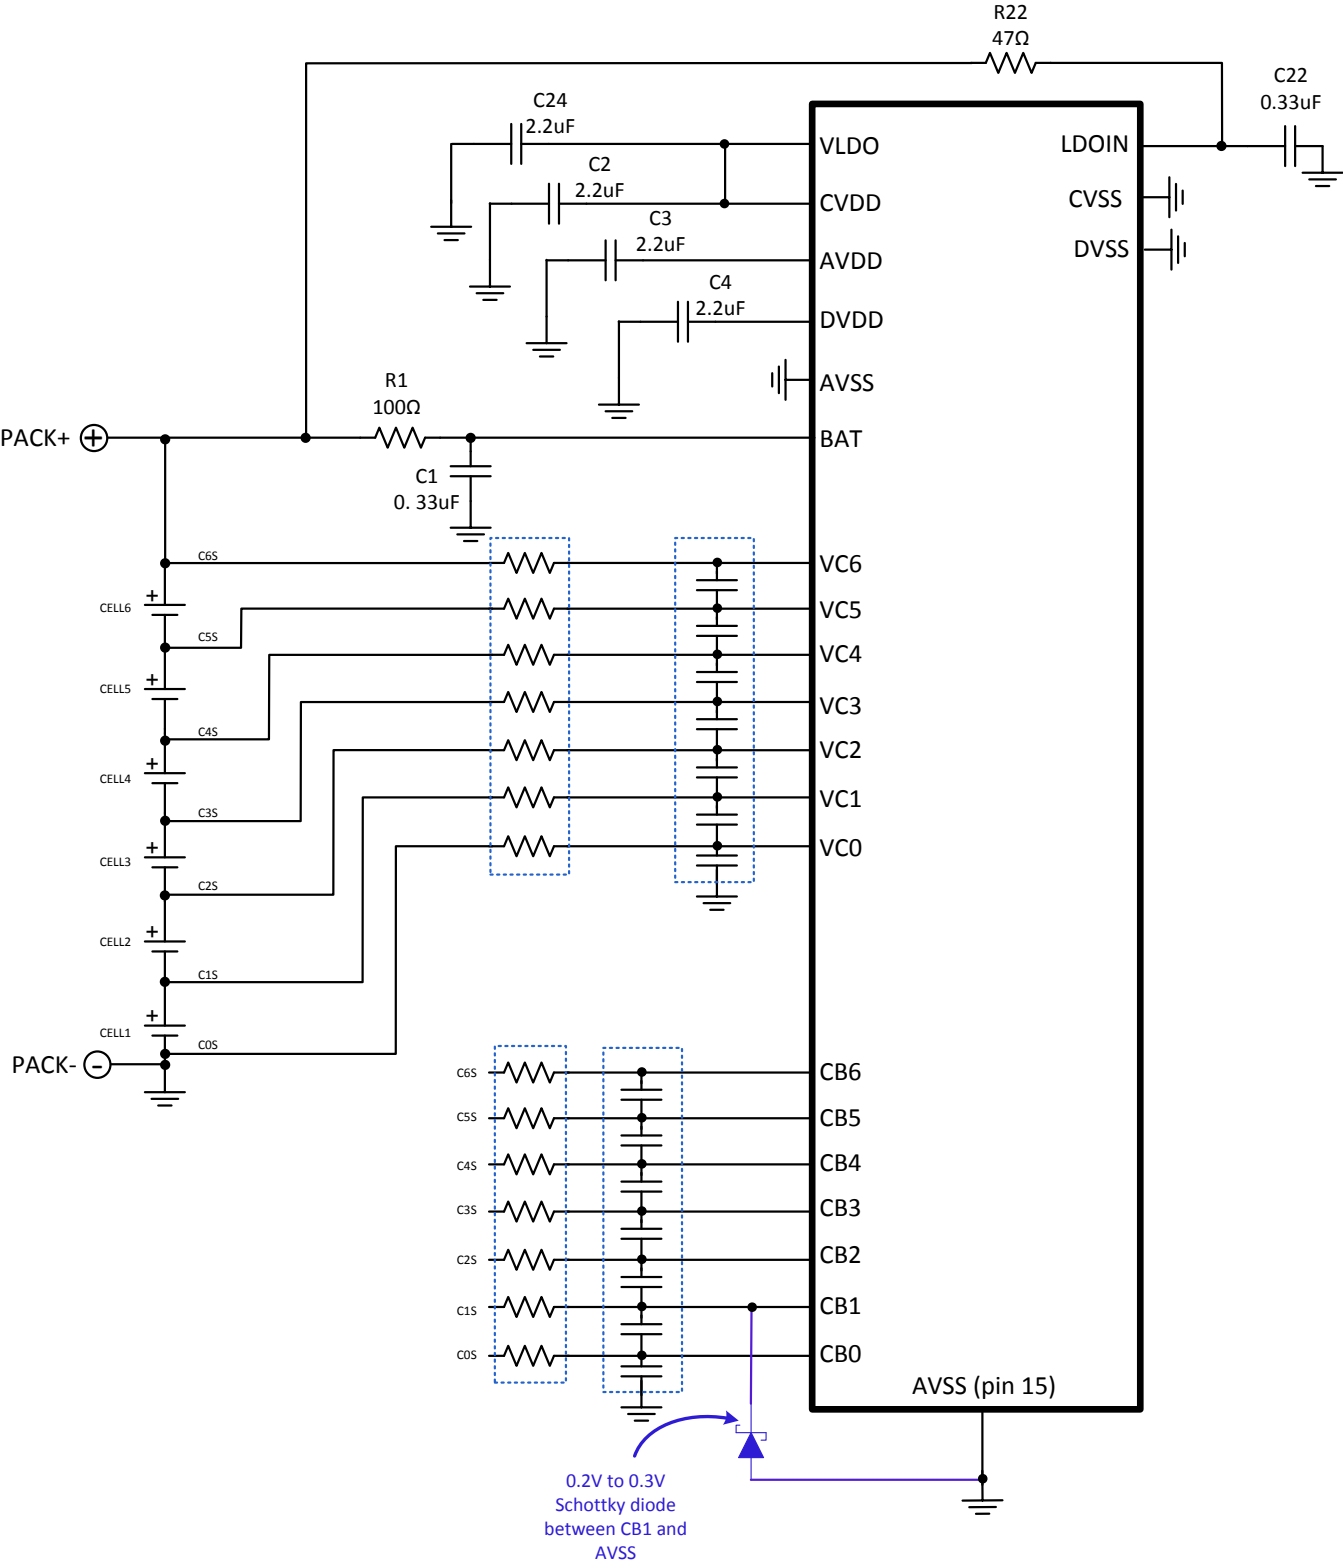 R22
47Ω
C22
0.33uF
C24
2.2uF
VLDO
LDOIN
C2
2.2uF
CVDD
CVSS
C3
2.2uF
AVDD
DVSS
C4
2.2uF
DVDD
AVSS
R1
100Ω
PACK+
BAT
C1
0. 33uF
C6S
VC6
CELL6
VC5
C5S
VC4
CELL5
VC3
C4S
VC2
CELL4
VC1
C3S
VC0
CELL3
C2S
CELL2
C1S
CELL1
C0S
PACK-
C6S
CB6
C5S
CB5
C4S
CB4
C3S
CB3
C2S
CB2
C1S
CB1
C0S
CB0
AVSS (pin 15)
0.2V to 0.3V
Schottky diode
between CB1 and
AVSS